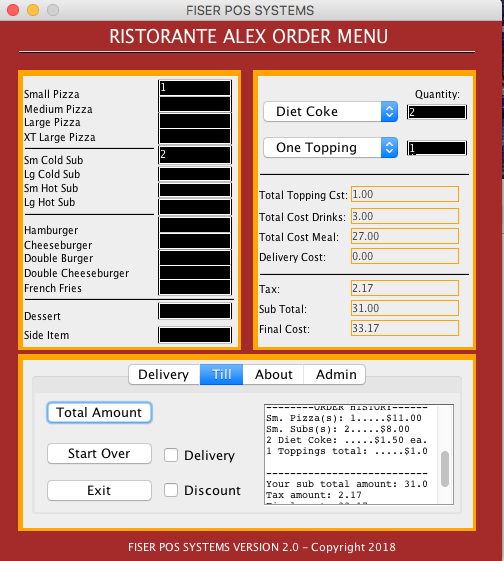 FISER POS SYSTEMS
RISTORANTE ALEX ORDER MENU
Small Pizza 1
Medium Pizza
Large Pizza
XT Large Pizza
Sm Cold Sub 2
Lg Cold Sub
Sm Hot Sub
Lg Hot Sub
Hamburger
Cheeseburger
Double Burger
Double Cheeseburger
French Fries
Dessert
Side Item
Quantity:
Diet Coke 2
One Topping 1
Total Topping Cst: 1.00
Total Cost Drinks: 3.00
Total Cost Meal: 27.00
Delivery Cost: 0.00
Tax: 2.17
Sub Total: 31.00
Final Cost: 33.17
Delivery Till About Admin
Total Amount
Start Over
Delivery
Exit
Discount
--------ORDER HISTORY------
Sm. Pizza(s): 1.....$11.00
Sm. Subs(s): 2.....$8.00
2 Diet Coke: .....$1.50 ea.
1 Toppings total: .....$1.0
---------------------------
Your sub total amount: 31.0
Tax amount: 2.17
FISER POS SYSTEMS VERSION 2.0 - Copyright 2018